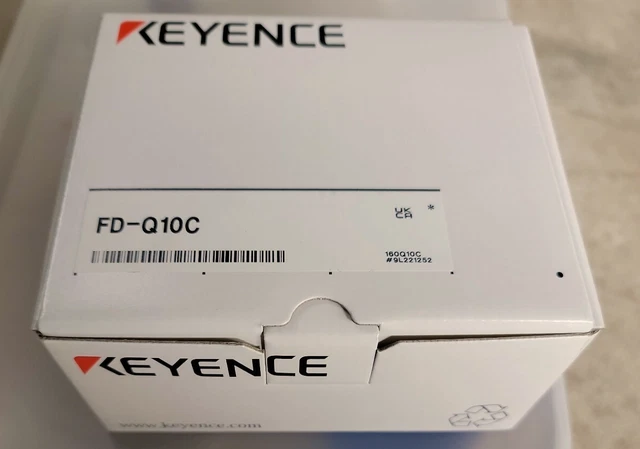 KEYENCE
UK
CA
*
FD-Q10C
160Q10C
#9L221252
KEYENCE
www.keyence.com